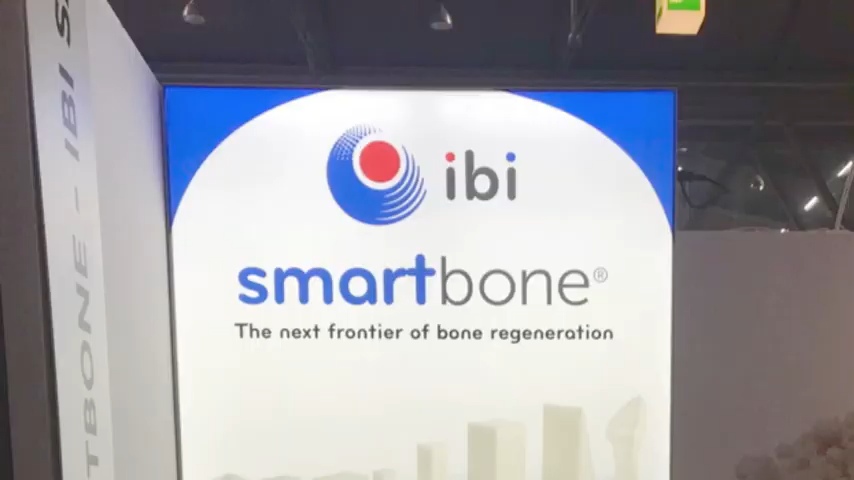 TBONE - IBI S
ibi
smartbone®
The next frontier of bone regeneration